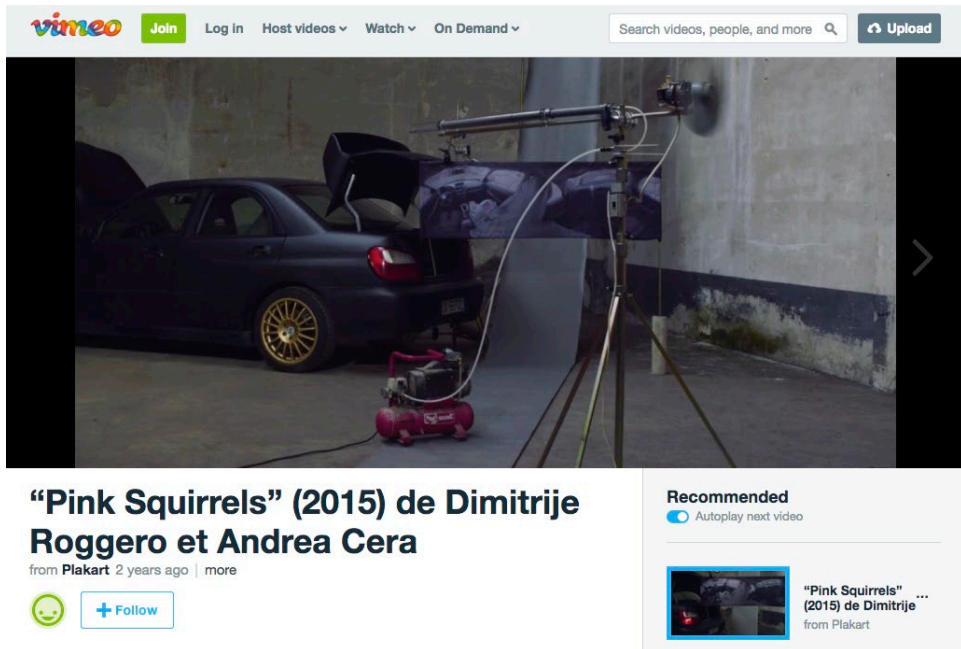 vimeo Join Log in Host videos Watch On Demand Search videos, people, and more Upload
“Pink Squirrels” (2015) de Dimitrije
Roggero et Andrea Cera
from Plakart 2 years ago | more
+ Follow
Recommended
Autoplay next video
“Pink Squirrels” ...
(2015) de Dimitrije
from Plakart